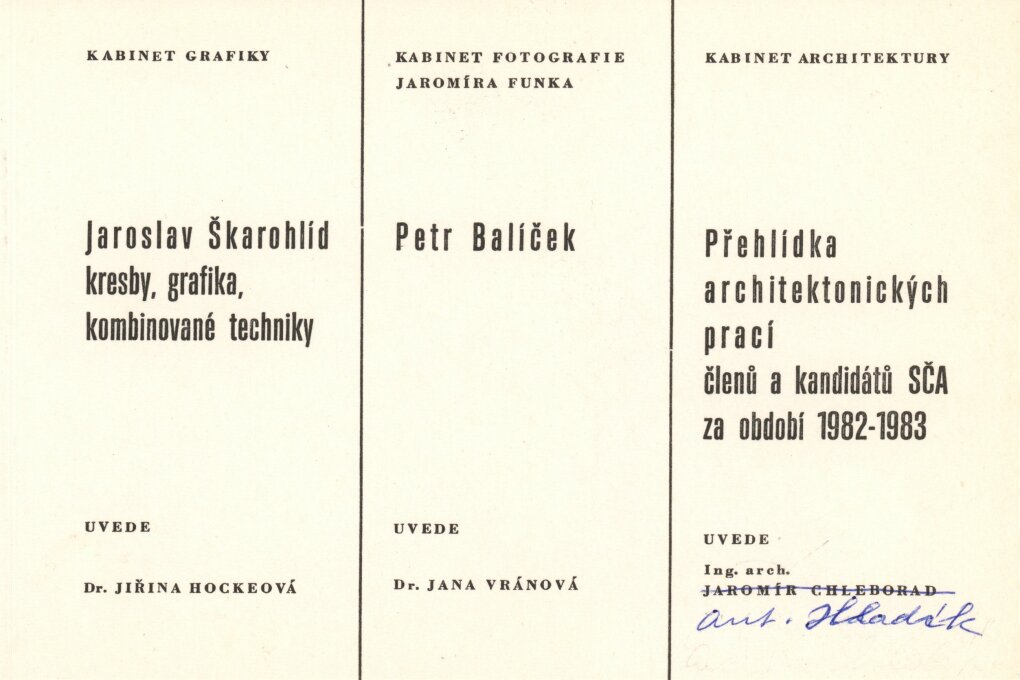 KABINET GRAFIKY
Jaroslav Škarohlíd
kresby, grafika,
kombinované techniky
UVEDE
Dr. JIŘINA HOCKEOVÁ
KABINET FOTOGRAFIE
JAROMÍRA FUNKA
Petr Balíček
UVEDE
Dr. JANA VRÁNOVÁ
KABINET ARCHITEKTURY
Přehlídka
architektonických
prací
členů a kandidátů SČA
za období 1982-1983
UVEDE
Ing. arch.
JAROMÍR CHLEBORAD
Ant. Hladík